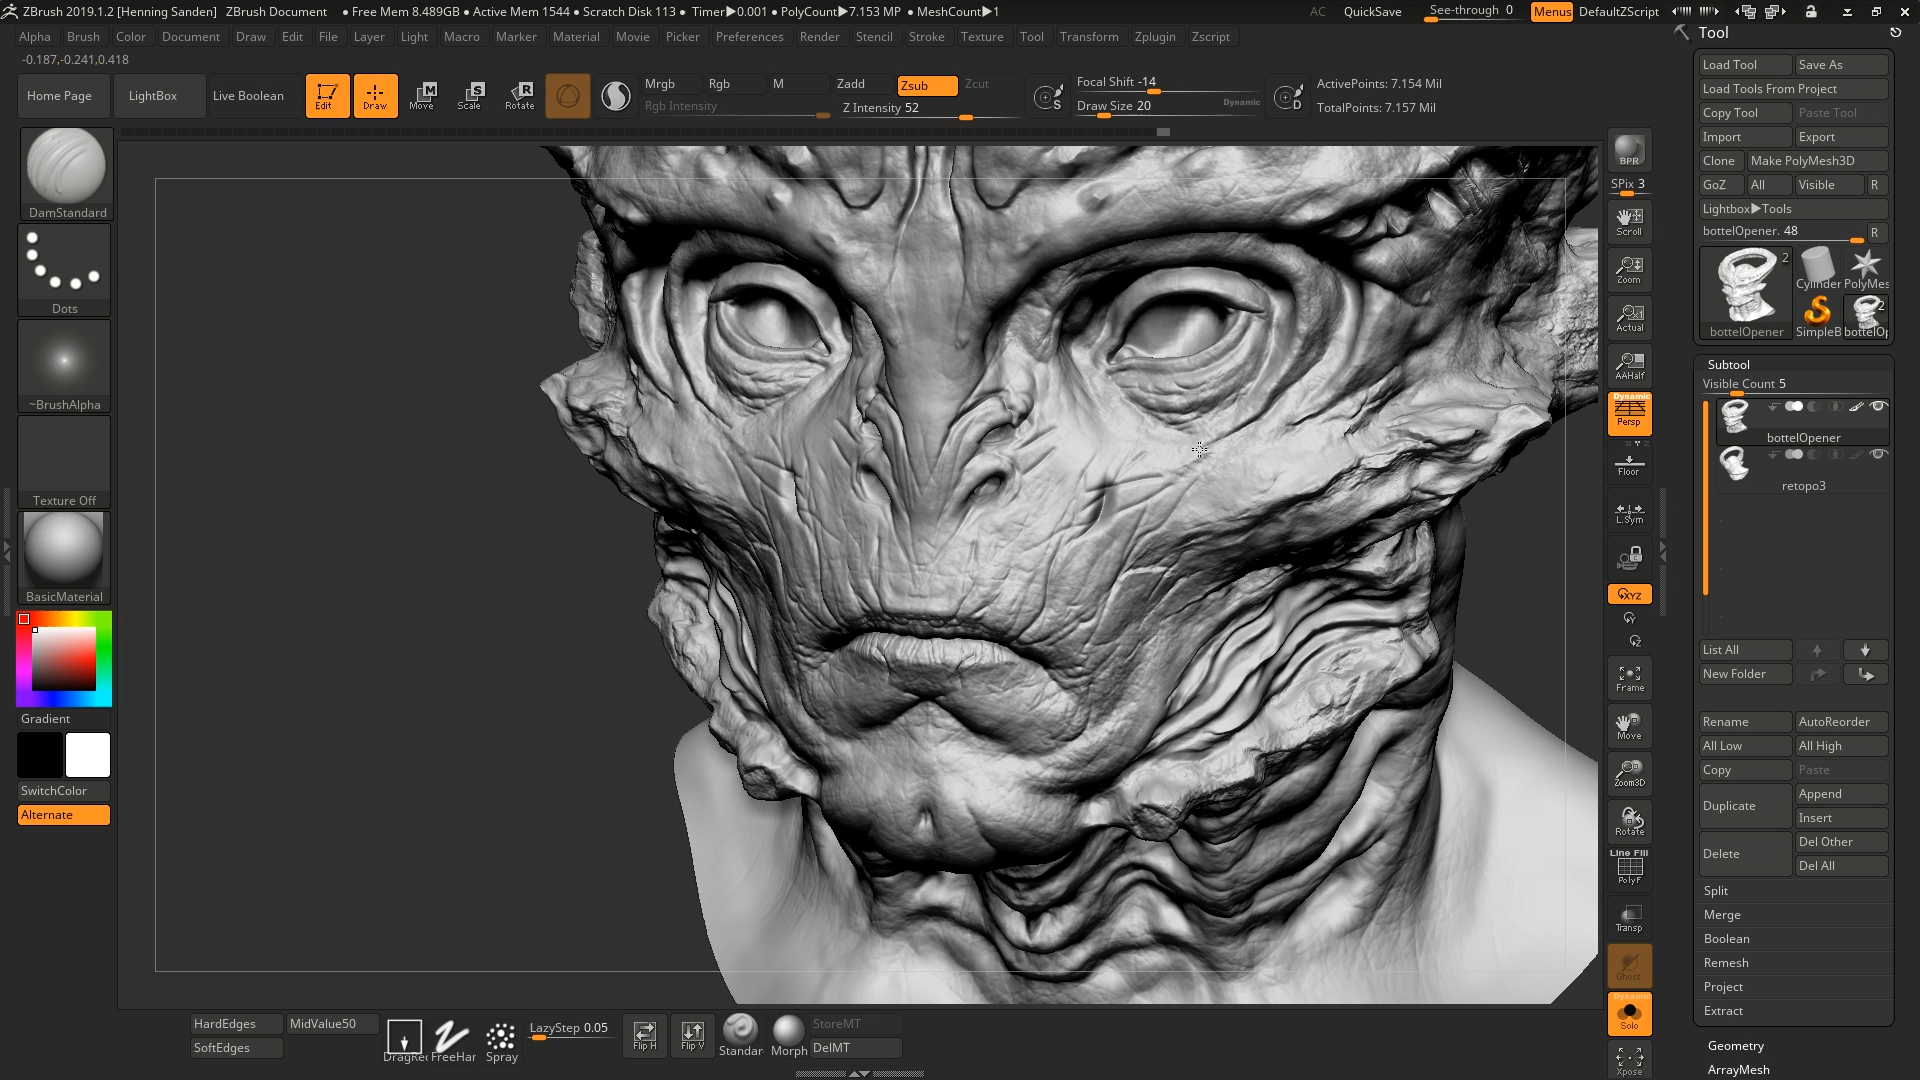 ZBrush 2019.1.2 [Henning Sanden] ZBrush Document ● Free Mem 8.489GB ● Active Mem 1544 ● Scratch Disk 113 ● Timer▶0.001 ● PolyCount▶7.153 MP ● MeshCount▶1 AC QuickSave See-through 0 Menus DefaultZScript
Alpha Brush Color Document Draw Edit File Layer Light Macro Marker Material Movie Picker Preferences Render Stencil Stroke Texture Tool Transform Zplugin Zscript
-0.187,-0.241,0.418
Home Page LightBox Live Boolean Edit Draw Move Scale Rotate
Mrgb Rgb M Zadd Zsub Zcut
Rgb Intensity Z Intensity 52
Focal Shift -14
Draw Size 20 Dynamic
S D
ActivePoints: 7.154 Mil
TotalPoints: 7.157 Mil
DamStandard
Dots
~BrushAlpha
Texture Off
BasicMaterial
Gradient
SwitchColor
Alternate
BPR
SPix 3
Scroll
Zoom
Actual
AAHalf
Dynamic
Persp
Floor
L.Sym
XYZ
Y
Z
Frame
Move
Zoom3D
Rotate
Line Fill
PolyF
Transp
Ghost
Dynamic
Solo
Xpose
Tool
Load Tool Save As
Load Tools From Project
Copy Tool Paste Tool
Import Export
Clone Make PolyMesh3D
GoZ All Visible R
Lightbox▶Tools
bottelOpener. 48 R
2
Cylinder PolyMes
2
bottelOpener SimpleB bottelOp
Subtool
Visible Count 5
bottelOpener
retopo3
List All
New Folder
Rename AutoReorder
All Low All High
Copy Paste
Duplicate Append
Insert
Delete Del Other
Del All
Split
Merge
Boolean
Remesh
Project
Extract
Geometry
ArrayMesh
HardEdges MidValue50
SoftEdges
DragRec FreeHan Spray
LazyStep 0.05
Flip H Flip V
Standar Morph
StoreMT
DelMT